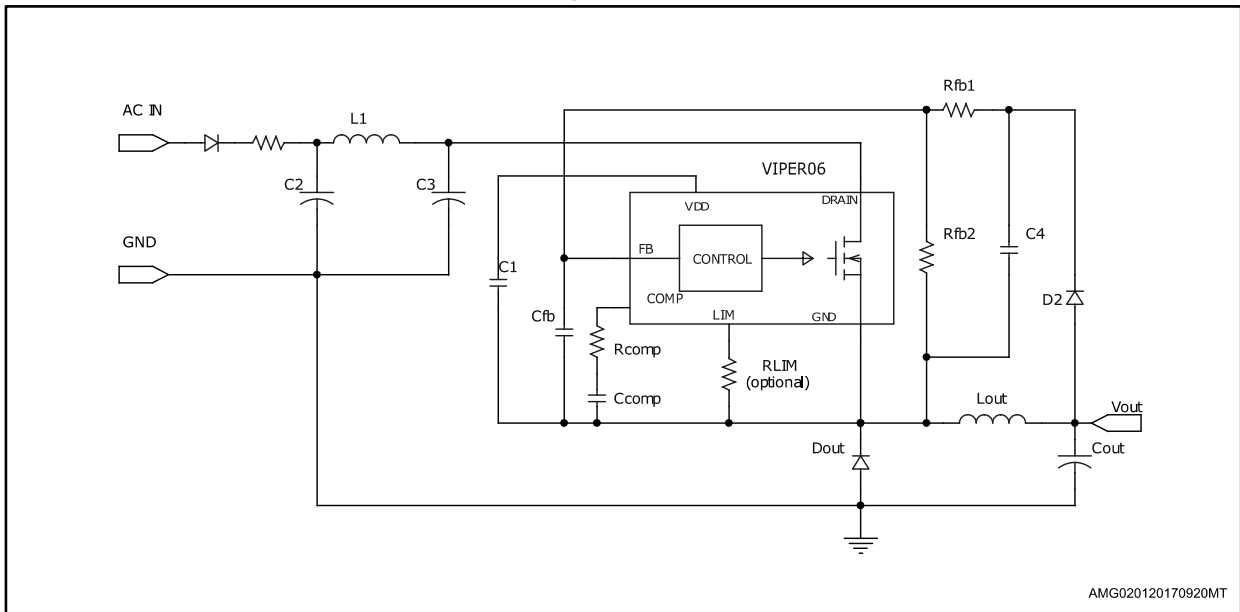 Rfb1
AC IN
L1
VIPER06
C2
C3
VDD
DRAIN
Rfb2
C4
GND
FB
CONTROL
C1
D2
COMP
LIM
GND
Cfb
Rcomp
RLIM
(optional)
Ccomp
Lout
Vout
Dout
Cout
AMG020120170920MT